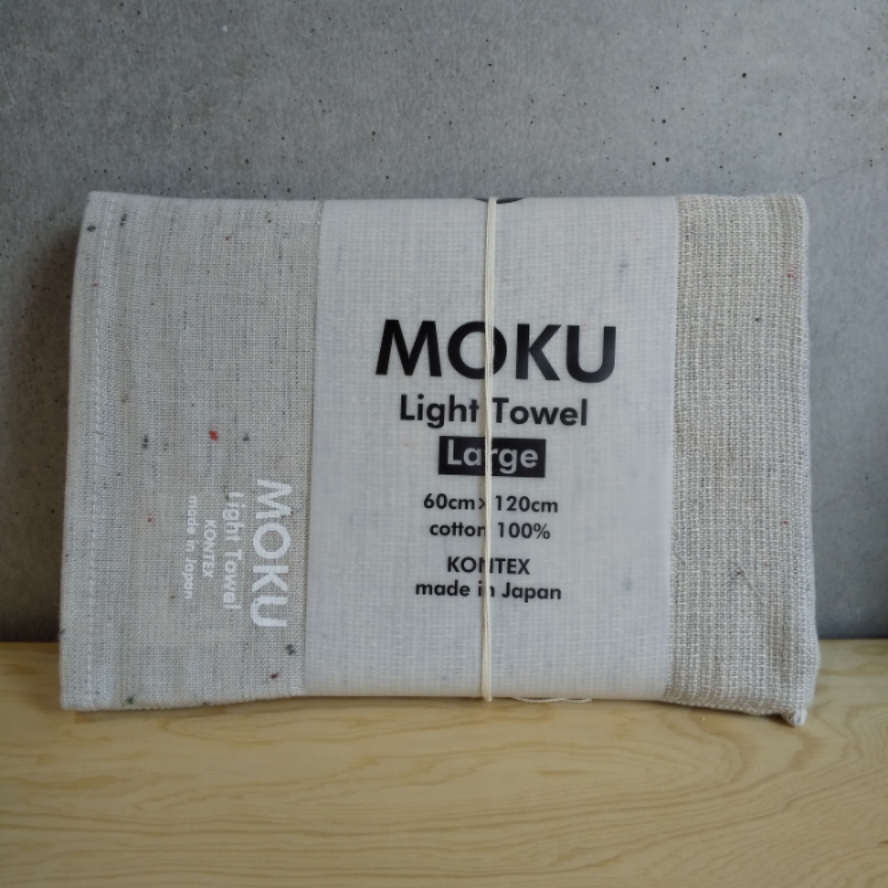 MOKU
Light Towel
Large
60cm×120cm
cotton 100%
KONTEX
made in Japan
MOKU
Light Towel
KONTEX
made in Japan